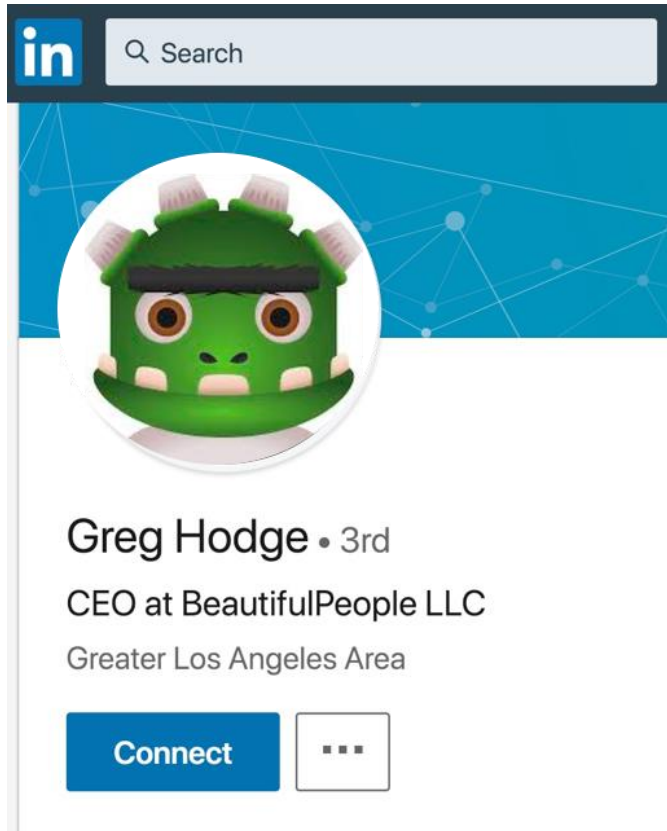 in Search
Greg Hodge • 3rd
CEO at BeautifulPeople LLC
Greater Los Angeles Area
Connect ...